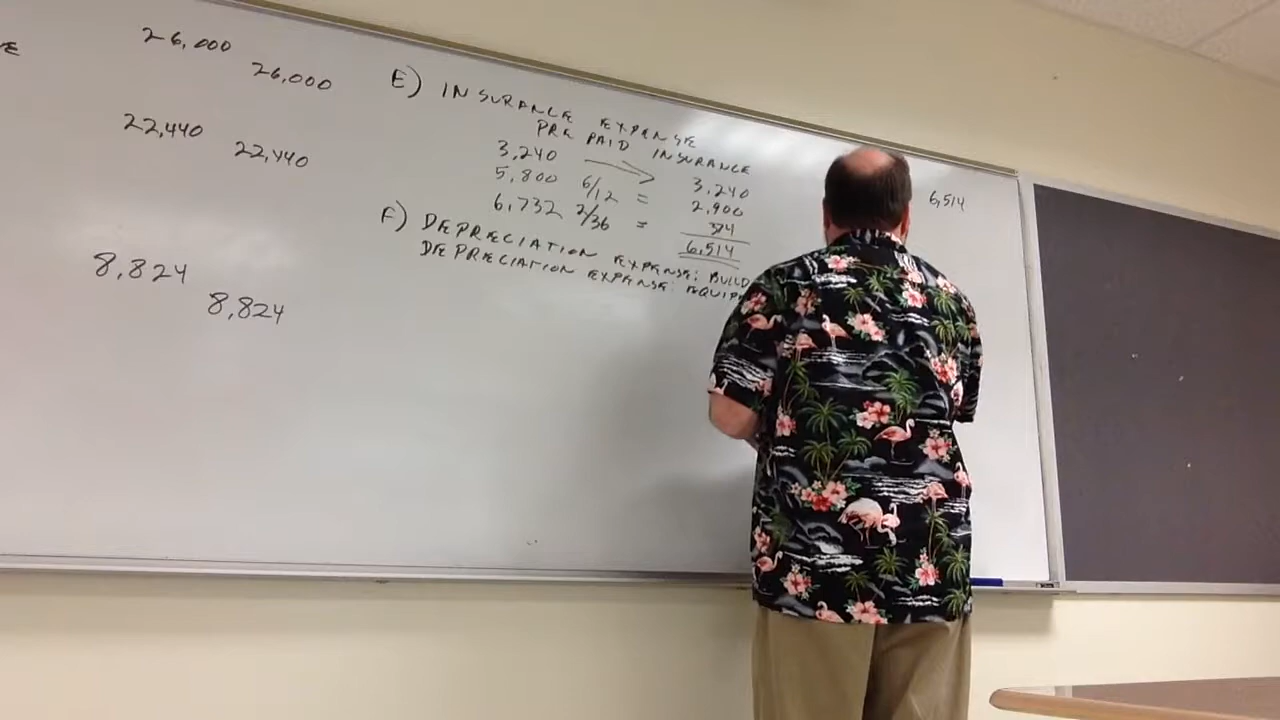 26,000
26,000
22,440
22,440
8,824
8,824
E) INSURANCE EXPENSE
PREPAID INSURANCE
3,240 3,240
5,800 6/12 = 2,900
6,732 2/36 = 374
6,514
6,514
F) DEPRECIATION EXPENSE: BUILD
DEPRECIATION EXPENSE: EQUIP